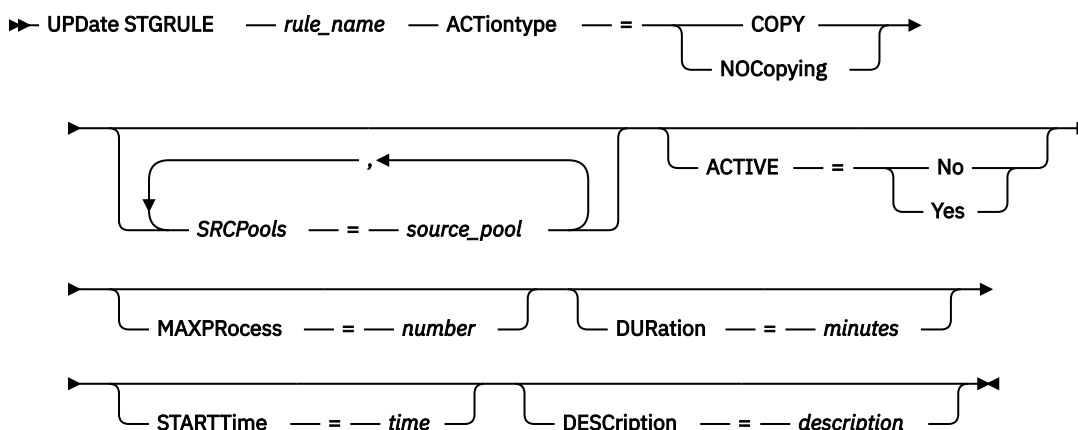 UPDate STGRULE rule_name ACTiontype = COPY
NOCopying
,
SRCPools = source_pool
ACTIVE = No
Yes
MAXPRocess = number DURation = minutes
STARTTime = time DESCription = description